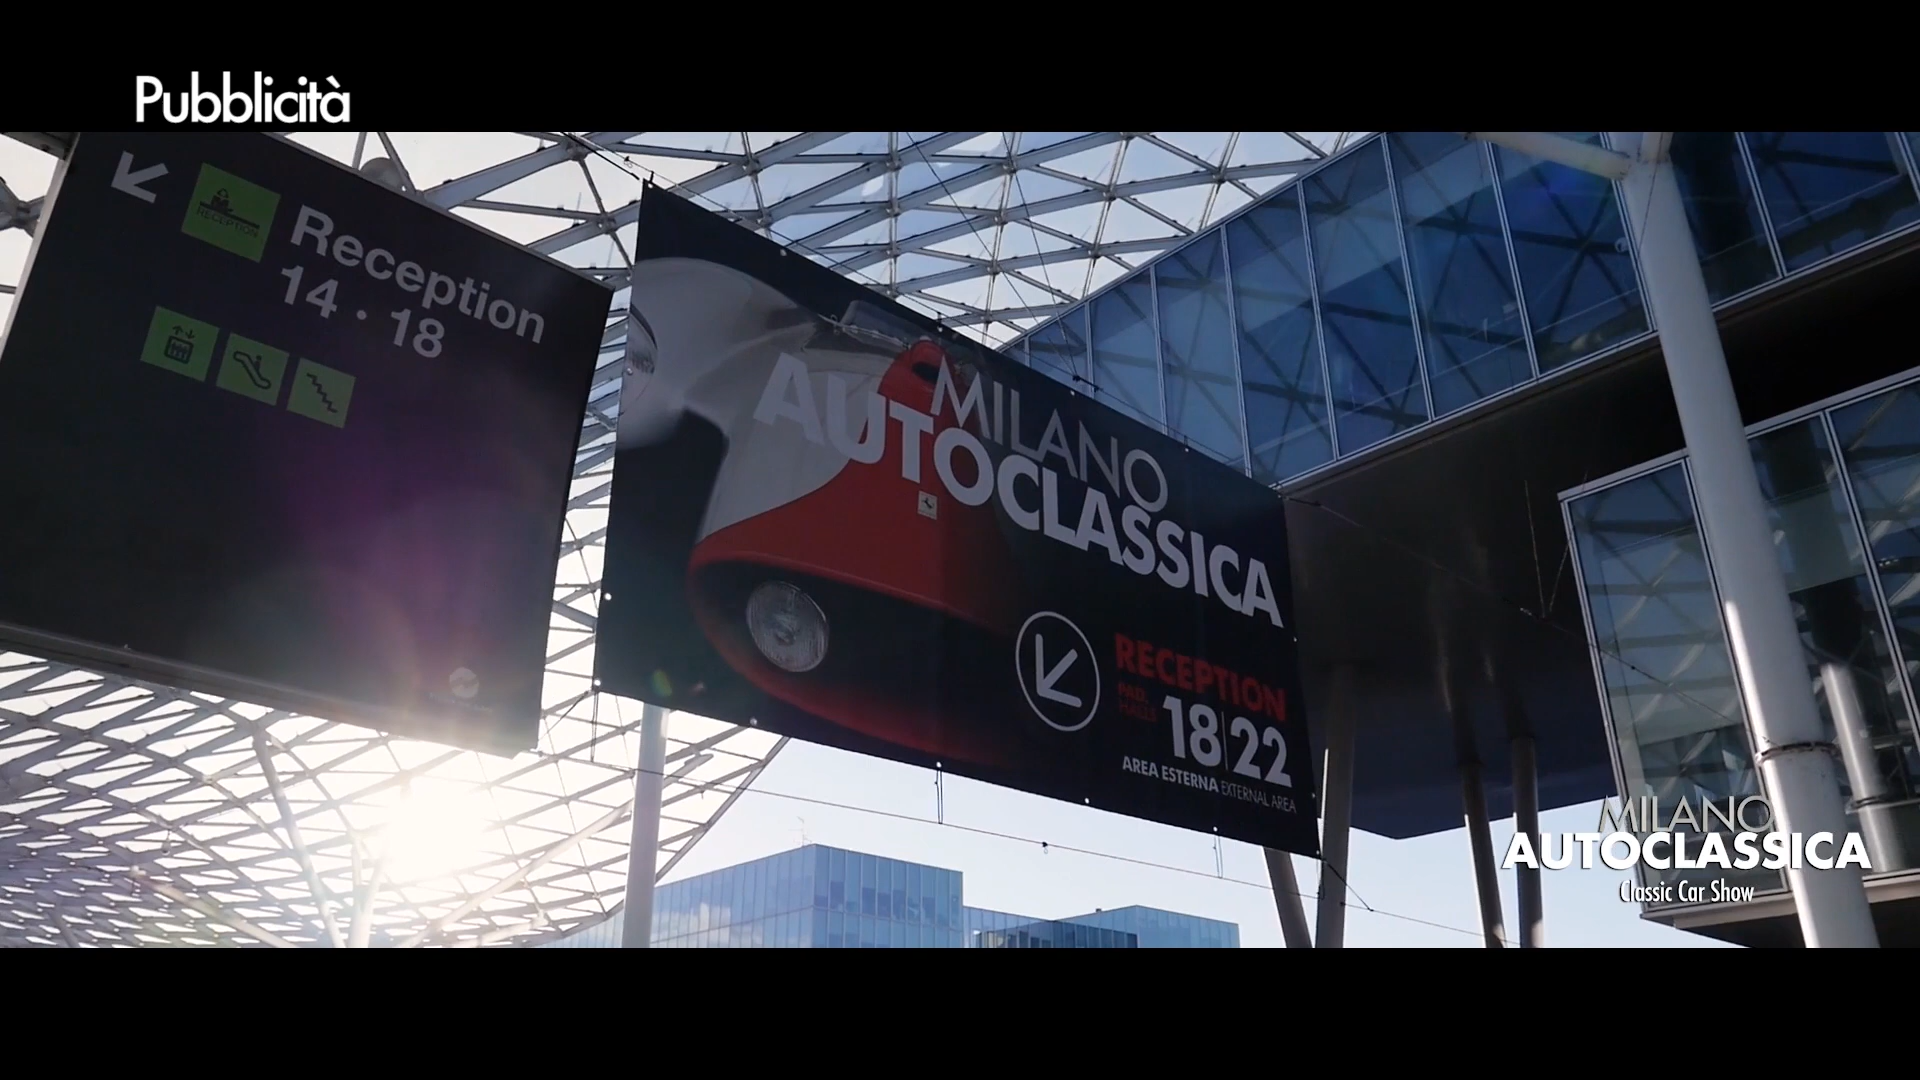 Pubblicità
RECEPTION
Reception
14 · 18
MILANO
AUTOCLASSICA
RECEPTION
PAD.
HALLS
18|22
AREA ESTERNA EXTERNAL AREA
MILANO
AUTOCLASSICA
Classic Car Show